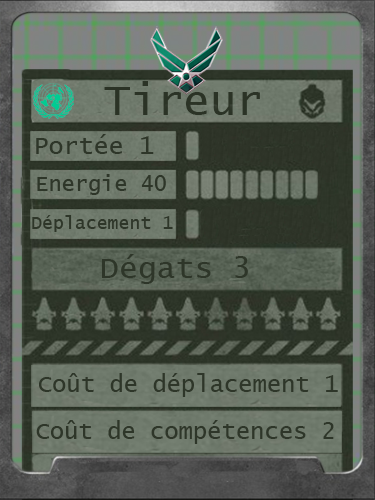 Tireur
Portée 1
Energie 40
Déplacement 1
Dégats 3
Coût de déplacement 1
Coût de compétences 2